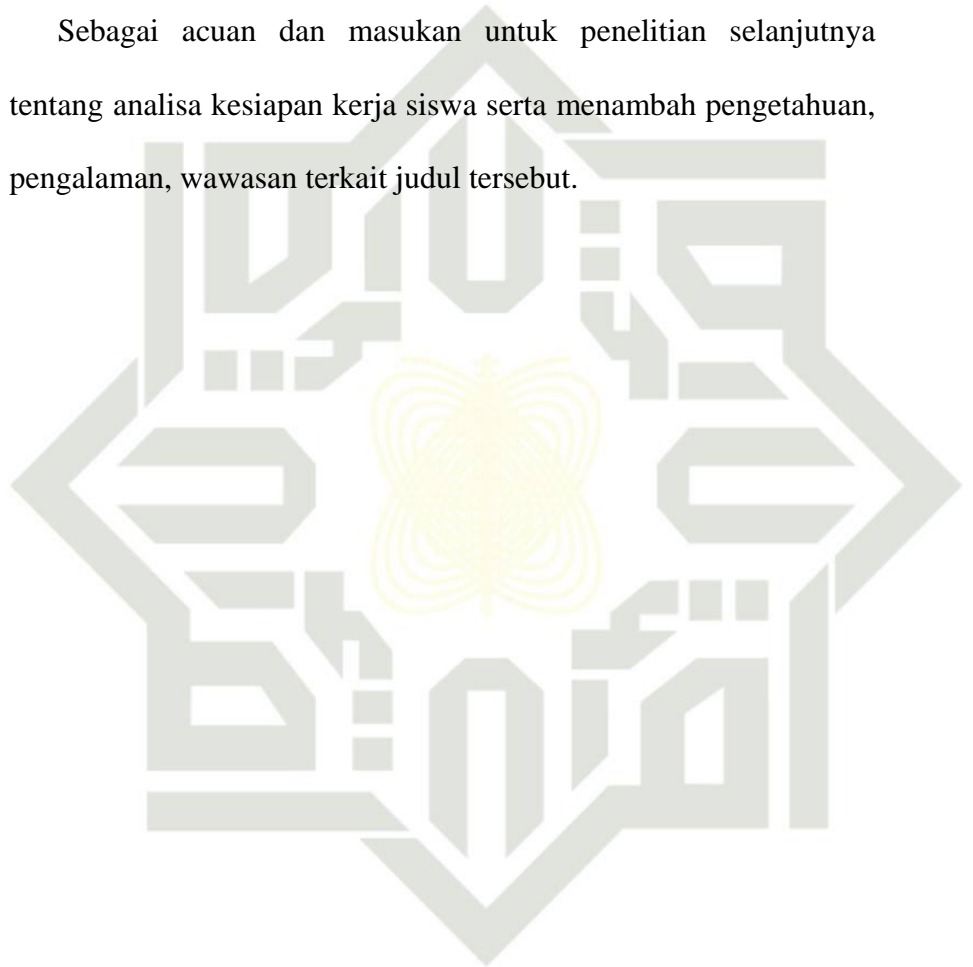 Sebagai acuan dan masukan untuk penelitian selanjutnya
tentang analisa kesiapan kerja siswa serta menambah pengetahuan,
pengalaman, wawasan terkait judul tersebut.